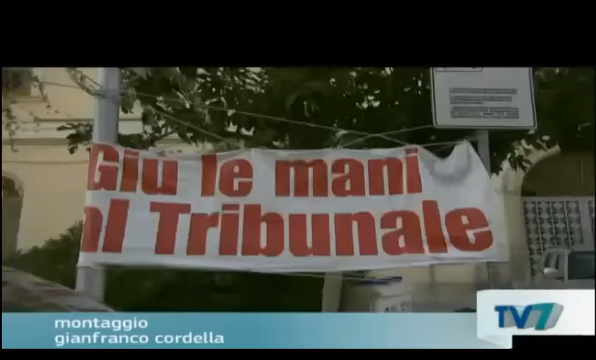 Giù le mani
al Tribunale
montaggio
gianfranco cordella
TV7